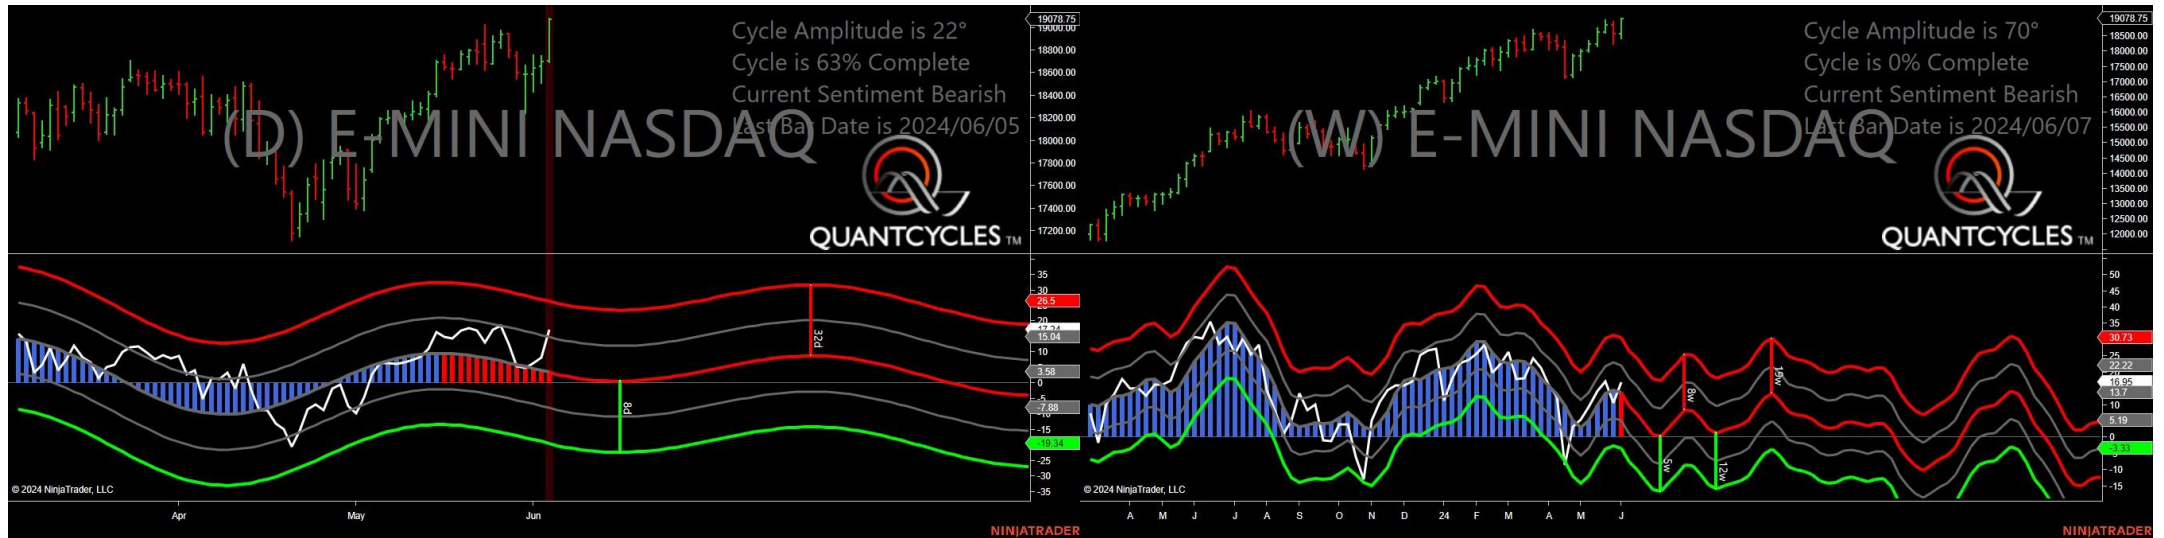 Cycle Amplitude is 22°
Cycle is 63% Complete
Current Sentiment Bearish
Last Bar Date is 2024/06/05
(D) E-MINI NASDAQ
QUANTCYCLES TM
19078.75
19000.00
18800.00
18600.00
18400.00
18200.00
18000.00
17800.00
17600.00
17400.00
17200.00
35
30
26.5
20
17.24
15.04
10
3.58
0
-5
-7.88
-15
-19.34
-25
-30
-35
32d
8d
© 2024 NinjaTrader, LLC
Apr
May
Jun
NINJATRADER
Cycle Amplitude is 70°
Cycle is 0% Complete
Current Sentiment Bearish
Last Bar Date is 2024/06/07
(W) E-MINI NASDAQ
QUANTCYCLES TM
19078.75
18500.00
18000.00
17500.00
17000.00
16500.00
16000.00
15500.00
15000.00
14500.00
14000.00
13500.00
13000.00
12500.00
12000.00
50
45
40
35
30.73
25
22.22
16.95
13.7
10
5.19
0
-3.33
-10
-15
5w
8w
12w
19w
© 2024 NinjaTrader, LLC
A M J J A S O N D 24 F M A M J
NINJATRADER